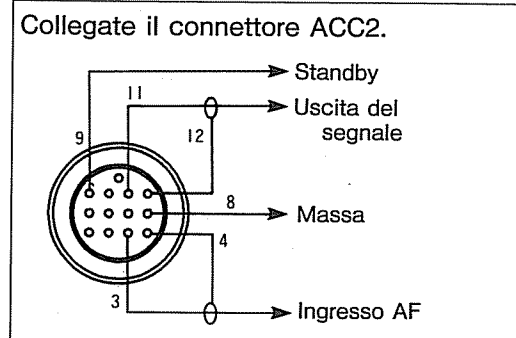 Collegate il connettore ACC2.
Standby
11
Uscita del
segnale
9
12
8
Massa
4
3
Ingresso AF